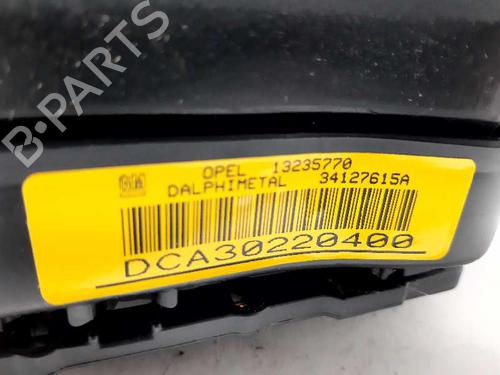 B-PARTS
GM OPEL 13235770
DALPHIMETAL 34127615A
DCA30220400